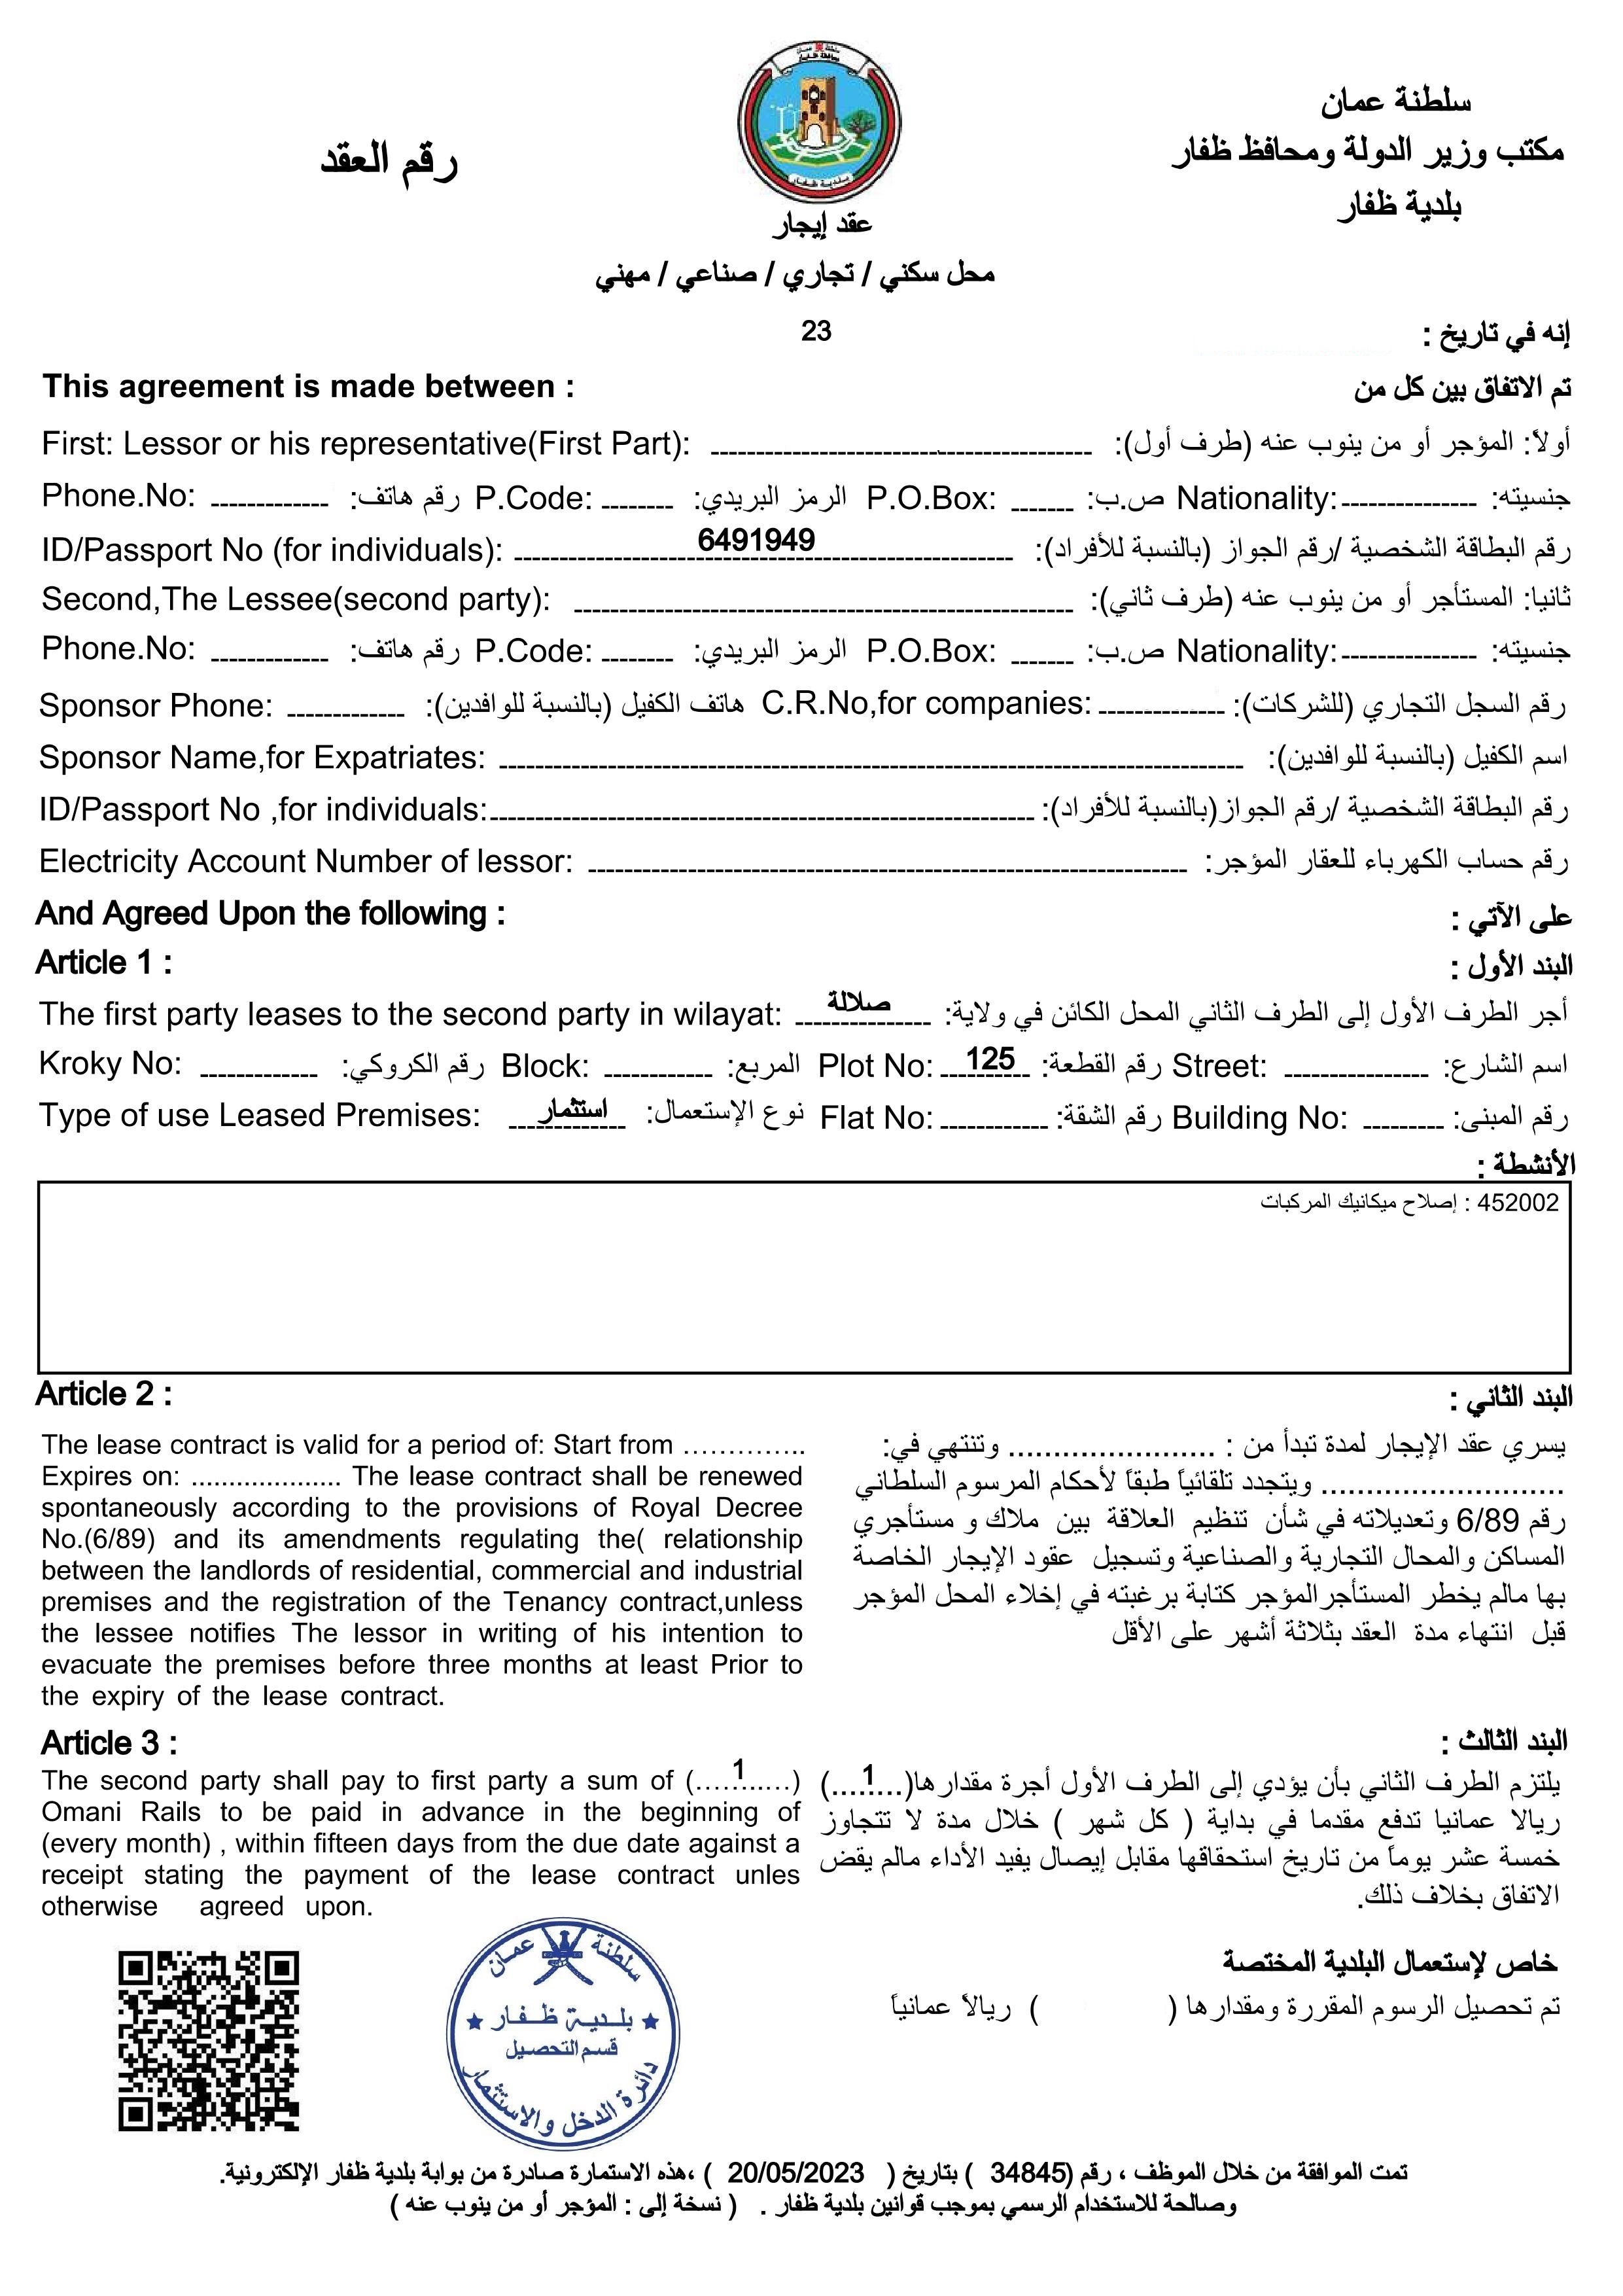 سلطنة عمان
مكتب وزير الدولة ومحافظ ظفار
بلدية ظفار
رقم العقد
سلطنة عمان
محافظة ظفار
بلدية ظفار
عقد إيجار
محل سكني / تجاري / صناعي / مهني
إنه في تاريخ : 23
This agreement is made between : تم الاتفاق بين كل من
First: Lessor or his representative(First Part): أولاً: المؤجر أو من ينوب عنه (طرف أول):
Phone.No: رقم هاتف: P.Code: الرمز البريدي: P.O.Box: ص.ب: Nationality: جنسيته:
ID/Passport No (for individuals): 6491949 رقم البطاقة الشخصية /رقم الجواز (بالنسبة للأفراد):
Second,The Lessee(second party): ثانيا: المستأجر أو من ينوب عنه (طرف ثاني):
Phone.No: رقم هاتف: P.Code: الرمز البريدي: P.O.Box: ص.ب: Nationality: جنسيته:
Sponsor Phone: هاتف الكفيل (بالنسبة للوافدين): C.R.No,for companies: رقم السجل التجاري (للشركات):
Sponsor Name,for Expatriates: اسم الكفيل (بالنسبة للوافدين):
ID/Passport No ,for individuals: رقم البطاقة الشخصية /رقم الجواز(بالنسبة للأفراد):
Electricity Account Number of lessor: رقم حساب الكهرباء للعقار المؤجر:
And Agreed Upon the following : على الآتي :
Article 1 : البند الأول :
The first party leases to the second party in wilayat: صلالة أجر الطرف الأول إلى الطرف الثاني المحل الكائن في ولاية:
Kroky No: رقم الكروكي: Block: المربع: Plot No: 125 رقم القطعة: Street: اسم الشارع:
Type of use Leased Premises: استثمار نوع الإستعمال: Flat No: رقم الشقة: Building No: رقم المبنى:
الأنشطة :
452002 : إصلاح ميكانيك المركبات
Article 2 : البند الثاني :
The lease contract is valid for a period of: Start from …………..
Expires on: .................... The lease contract shall be renewed
spontaneously according to the provisions of Royal Decree
No.(6/89) and its amendments regulating the( relationship
between the landlords of residential, commercial and industrial
premises and the registration of the Tenancy contract,unless
the lessee notifies The lessor in writing of his intention to
evacuate the premises before three months at least Prior to
the expiry of the lease contract.
يسري عقد الإيجار لمدة تبدأ من : ....................... وتنتهي في:
........................... ويتجدد تلقائياً طبقاً لأحكام المرسوم السلطاني
رقم 6/89 وتعديلاته في شأن تنظيم العلاقة بين ملاك و مستأجري
المساكن والمحال التجارية والصناعية وتسجيل عقود الإيجار الخاصة
بها مالم يخطر المستأجرالمؤجر كتابة برغبته في إخلاء المحل المؤجر
قبل انتهاء مدة العقد بثلاثة أشهر على الأقل
Article 3 : البند الثالث :
The second party shall pay to first party a sum of (……1..…)
Omani Rails to be paid in advance in the beginning of
(every month) , within fifteen days from the due date against a
receipt stating the payment of the lease contract unles
otherwise agreed upon.
يلتزم الطرف الثاني بأن يؤدي إلى الطرف الأول أجرة مقدارها(....1....)
ريالا عمانيا تدفع مقدما في بداية ( كل شهر ) خلال مدة لا تتجاوز
خمسة عشر يوماً من تاريخ استحقاقها مقابل إيصال يفيد الأداء مالم يقض
الاتفاق بخلاف ذلك.
خاص لإستعمال البلدية المختصة
تم تحصيل الرسوم المقررة ومقدارها ( ) ريالاً عمانياً
سلطنة عمان
بلدية ظفار
قسم التحصيل
دائرة الدخل والاستثمار
تمت الموافقة من خلال الموظف ، رقم (34845 ) بتاريخ ( 20/05/2023 ) ،هذه الاستمارة صادرة من بوابة بلدية ظفار الإلكترونية.
وصالحة للاستخدام الرسمي بموجب قوانين بلدية ظفار . ( نسخة إلى : المؤجر أو من ينوب عنه )